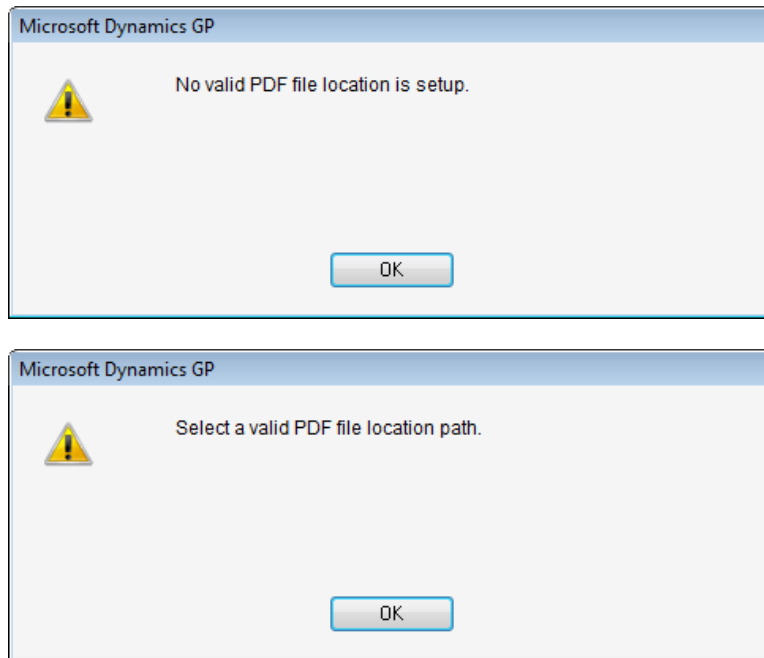 Microsoft Dynamics GP
No valid PDF file location is setup.
OK
Microsoft Dynamics GP
Select a valid PDF file location path.
OK